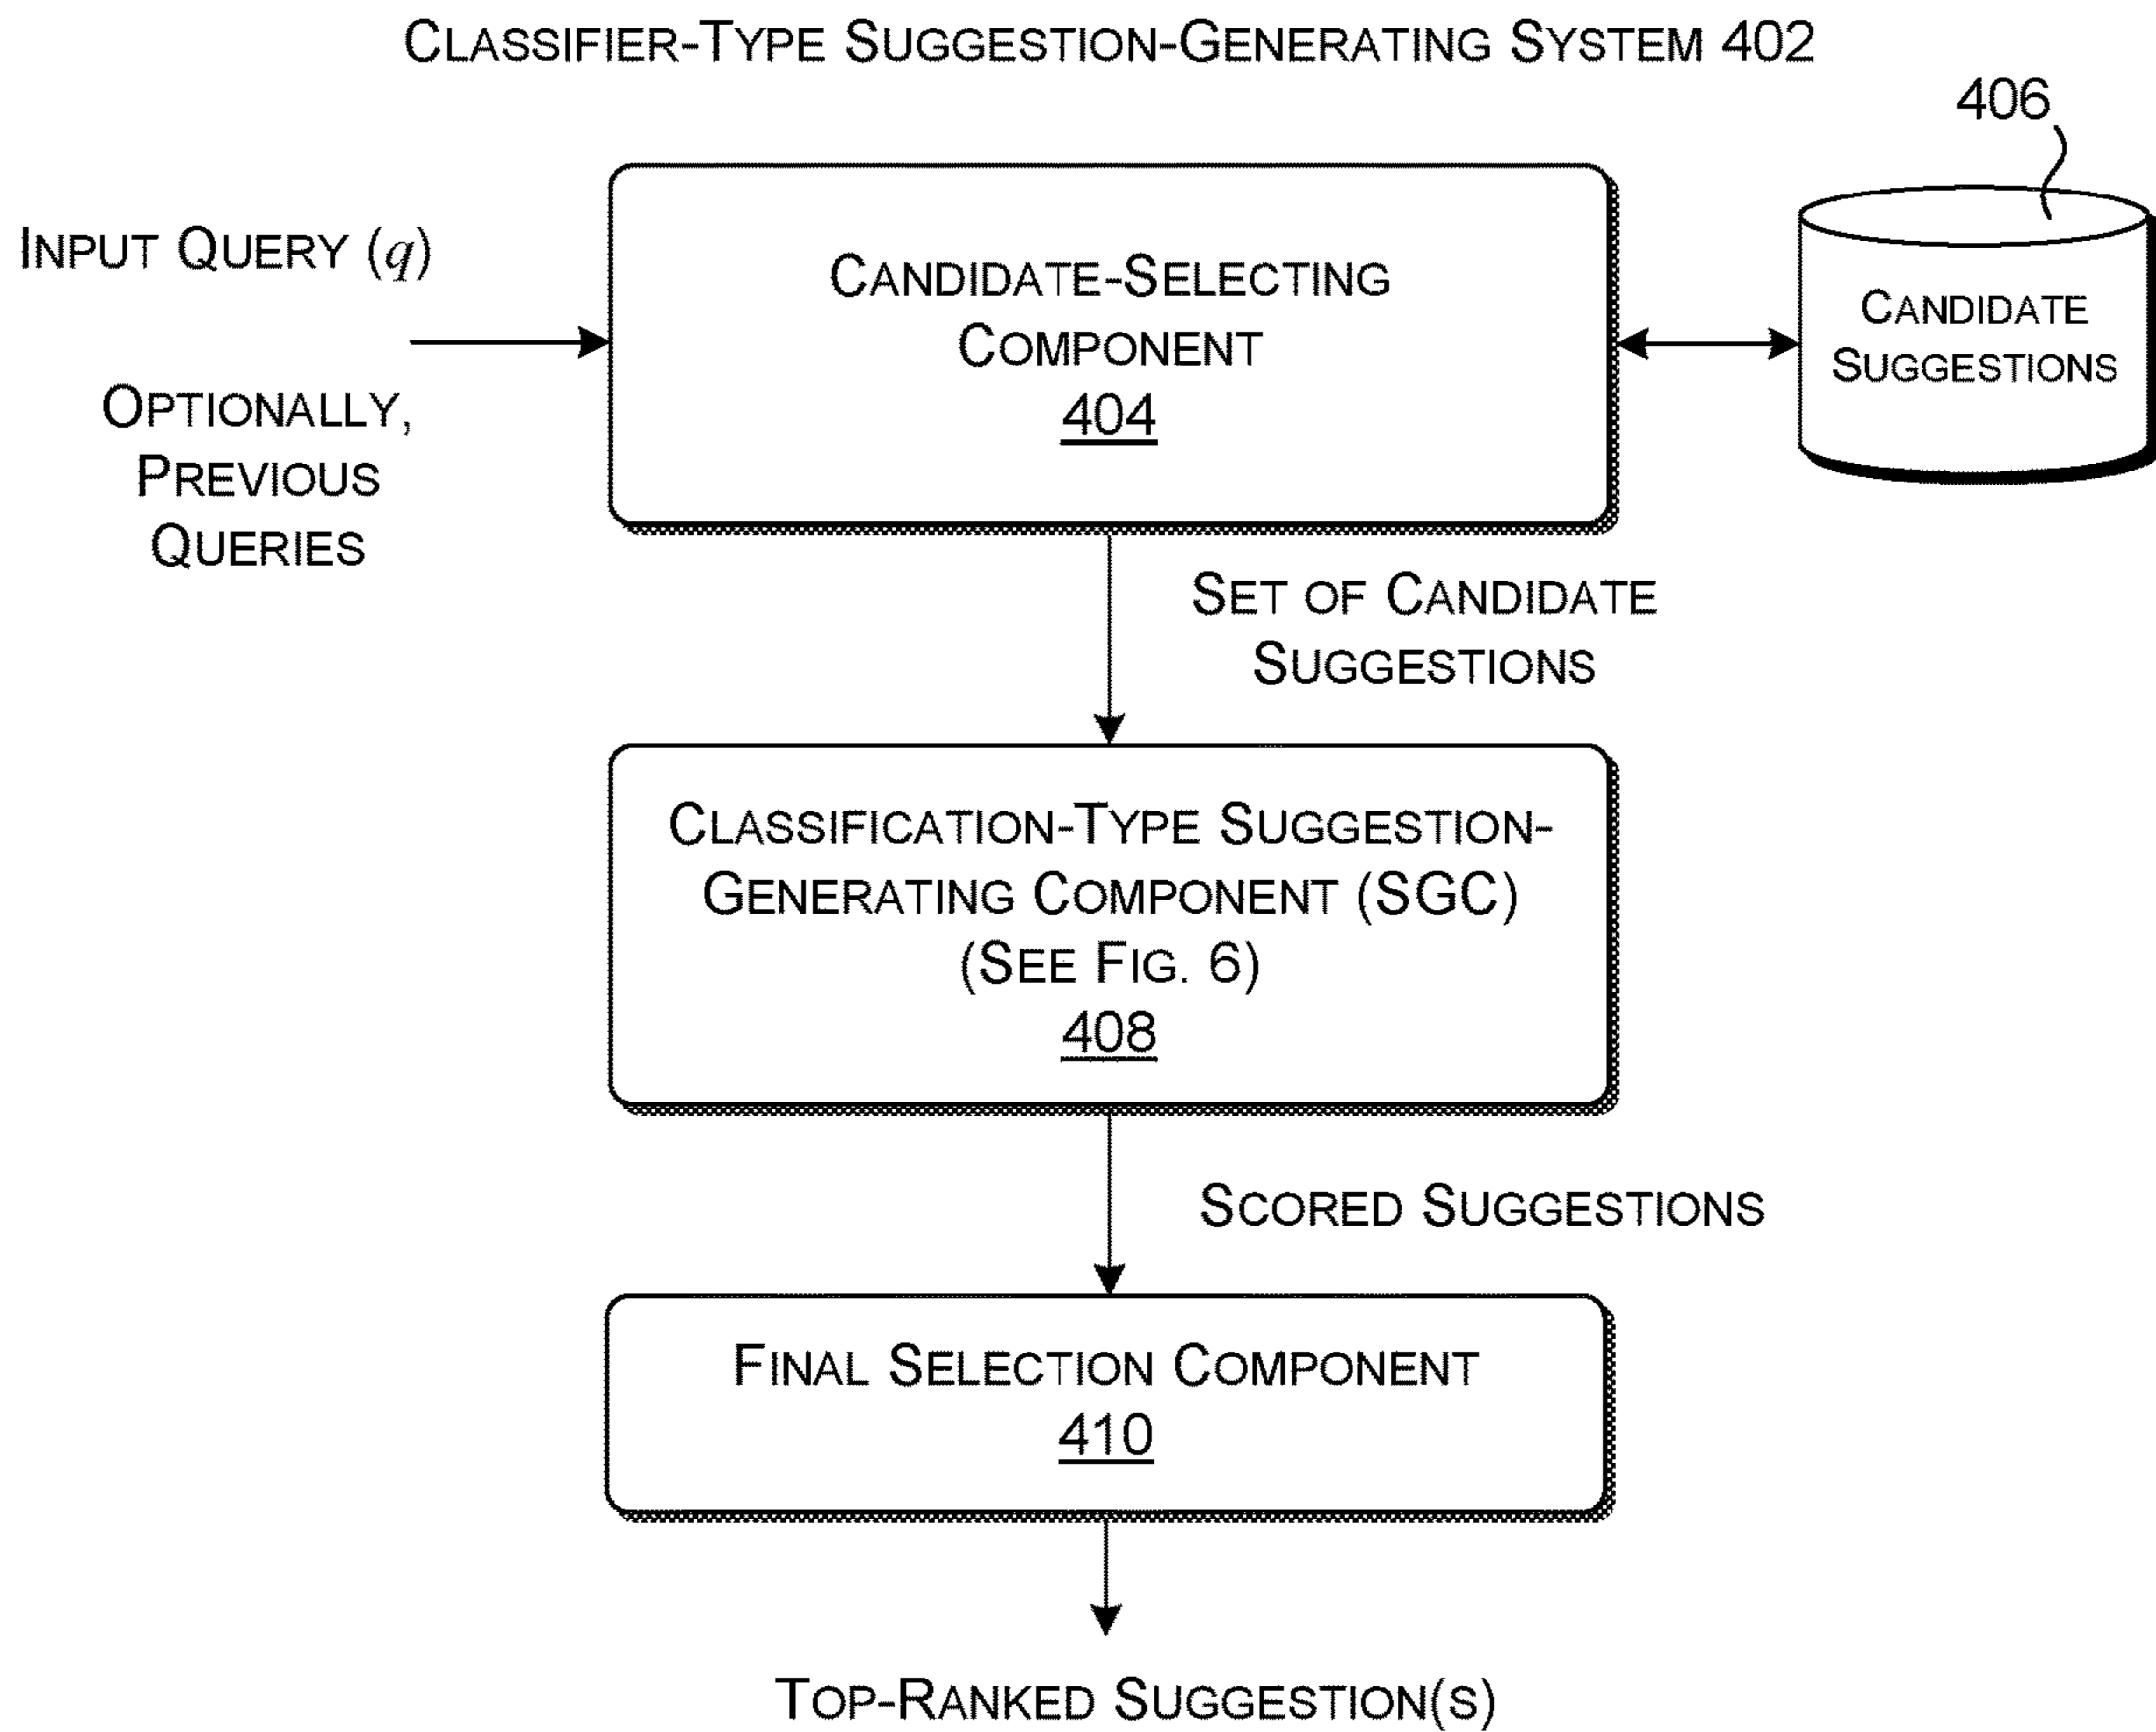 CLASSIFIER-TYPE SUGGESTION-GENERATING SYSTEM 402
406
INPUT QUERY (q)
OPTIONALLY,
PREVIOUS
QUERIES
CANDIDATE-SELECTING
COMPONENT
404
CANDIDATE
SUGGESTIONS
SET OF CANDIDATE
SUGGESTIONS
CLASSIFICATION-TYPE SUGGESTION-
GENERATING COMPONENT (SGC)
(SEE FIG. 6)
408
SCORED SUGGESTIONS
FINAL SELECTION COMPONENT
410
TOP-RANKED SUGGESTION(S)